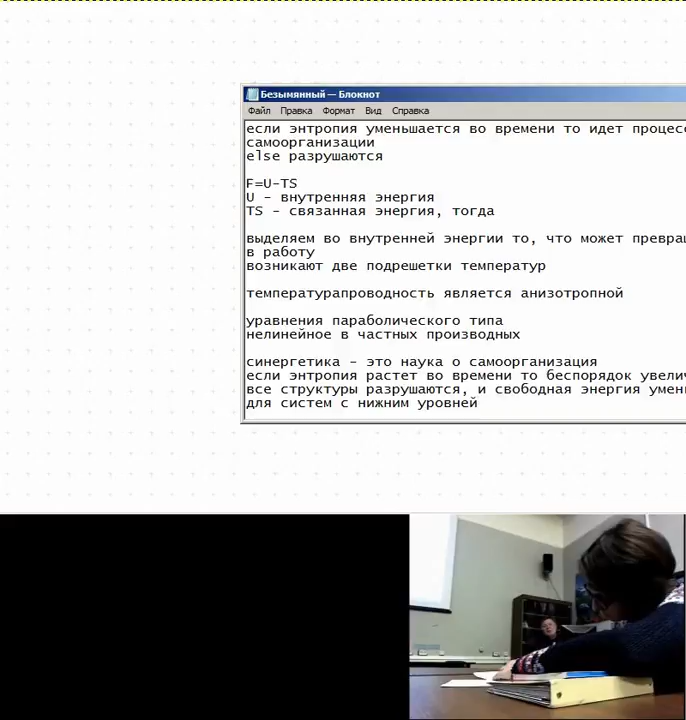 Безымянный — Блокнот
Файл Правка Формат Вид Справка
если энтропия уменьшается во времени то идет процес
самоорганизации
else разрушаются
F=U-TS
U - внутренняя энергия
TS - связанная энергия, тогда
выделяем во внутренней энергии то, что может превра
в работу
возникают две подрешетки температур
температурапроводность является анизотропной
уравнения параболического типа
нелинейное в частных производных
синергетика - это наука о самоорганизация
если энтропия растет во времени то беспорядок увели
все структуры разрушаются, и свободная энергия умен
для систем с нижним уровней